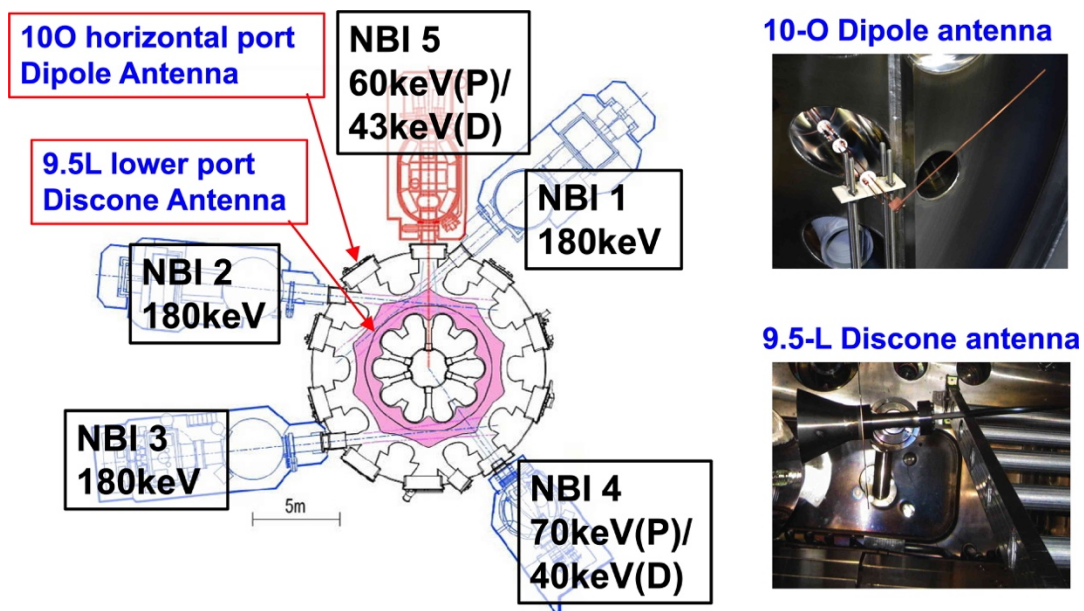 10O horizontal port
Dipole Antenna
9.5L lower port
Discone Antenna
NBI 5
60keV(P)/
43keV(D)
NBI 1
180keV
NBI 2
180keV
NBI 3
180keV
5m
NBI 4
70keV(P)/
40keV(D)
10-O Dipole antenna
9.5-L Discone antenna